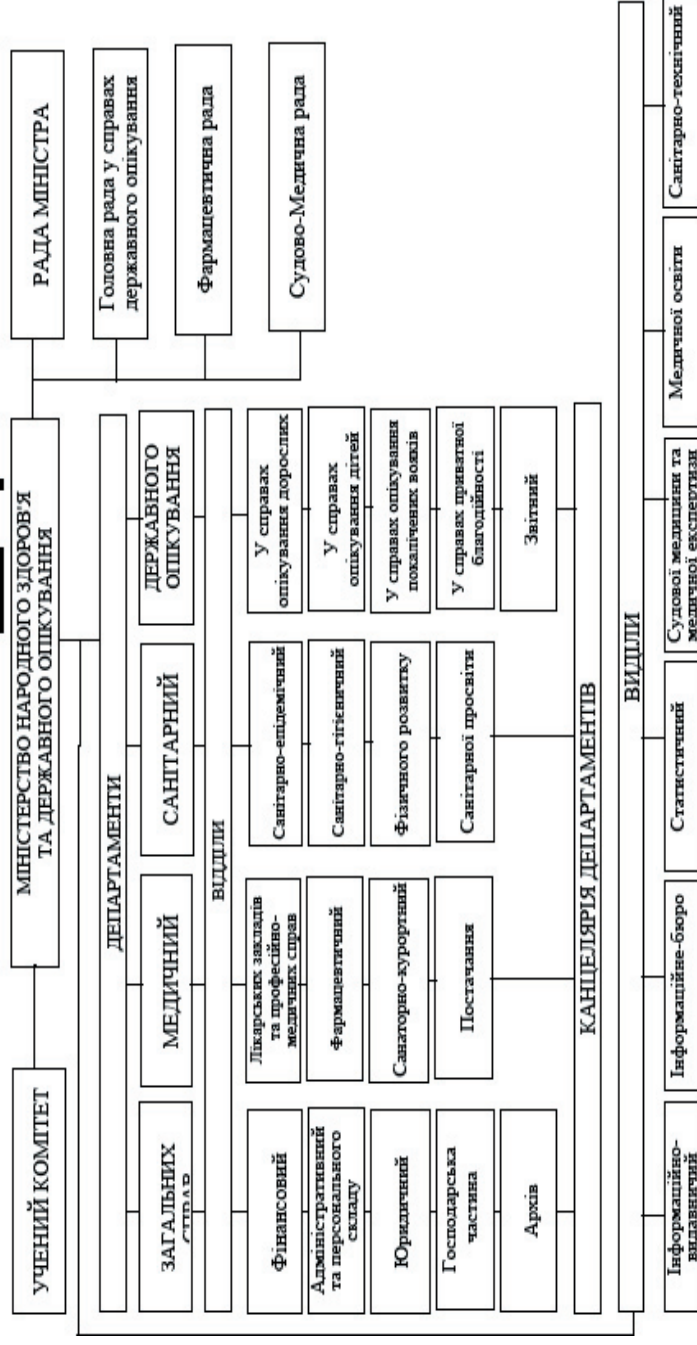 УЧЕНИЙ КОМІТЕТ
МІНІСТЕРСТВО НАРОДНОГО ЗДОРОВ'Я
ТА ДЕРЖАВНОГО ОПІКУВАННЯ
РАДА МІНІСТРА
Головна рада у справах
державного опікування
Фармацевтична рада
Судово-Медична рада
ДЕПАРТАМЕНТИ
ЗАГАЛЬНИХ
СПРАВ
МЕДИЧНИЙ
САНІТАРНИЙ
ДЕРЖАВНОГО
ОПІКУВАННЯ
ВІДДІЛИ
Фінансовий
Адміністративний
та персонального
складу
Юридичний
Господарська
частина
Архів
Лікарських закладів
та професійно-
медичних справ
Фармацевтичний
Санаторно-курортний
Постачання
Санітарно-епідемічний
Санітарно-гігієничний
Фізичного розвитку
Санітарної просвіти
У справах
опікування дорослих
У справах
опікування дітей
У справах опікування
покалічених вояків
У справах приватної
благодійності
Звітний
КАНЦЕЛЯРІЯ ДЕПАРТАМЕНТІВ
ВИДІЛИ
Інформаційно-
видавничий
Інформаційне-бюро
Статистичний
Судової медицини та
медичної експертизи
Медичної освіти
Санітарно-технічний